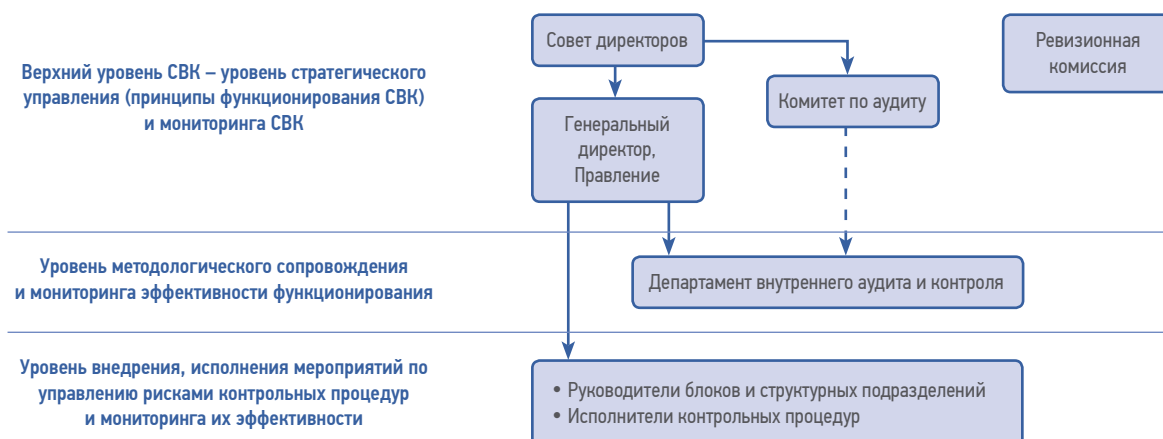 Верхний уровень СВК – уровень стратегического
управления (принципы функционирования СВК)
и мониторинга СВК
Совет директоров
Ревизионная
комиссия
Комитет по аудиту
Генеральный
директор,
Правление
Уровень методологического сопровождения
и мониторинга эффективности функционирования
Департамент внутреннего аудита и контроля
Уровень внедрения, исполнения мероприятий по
управлению рисками контрольных процедур
и мониторинга их эффективности
• Руководители блоков и структурных подразделений
• Исполнители контрольных процедур